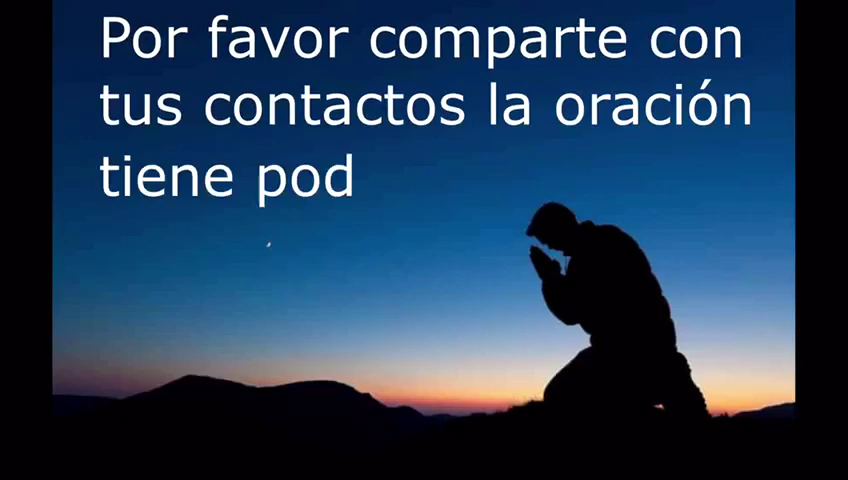 Por favor comparte con
tus contactos la oración
tiene pod